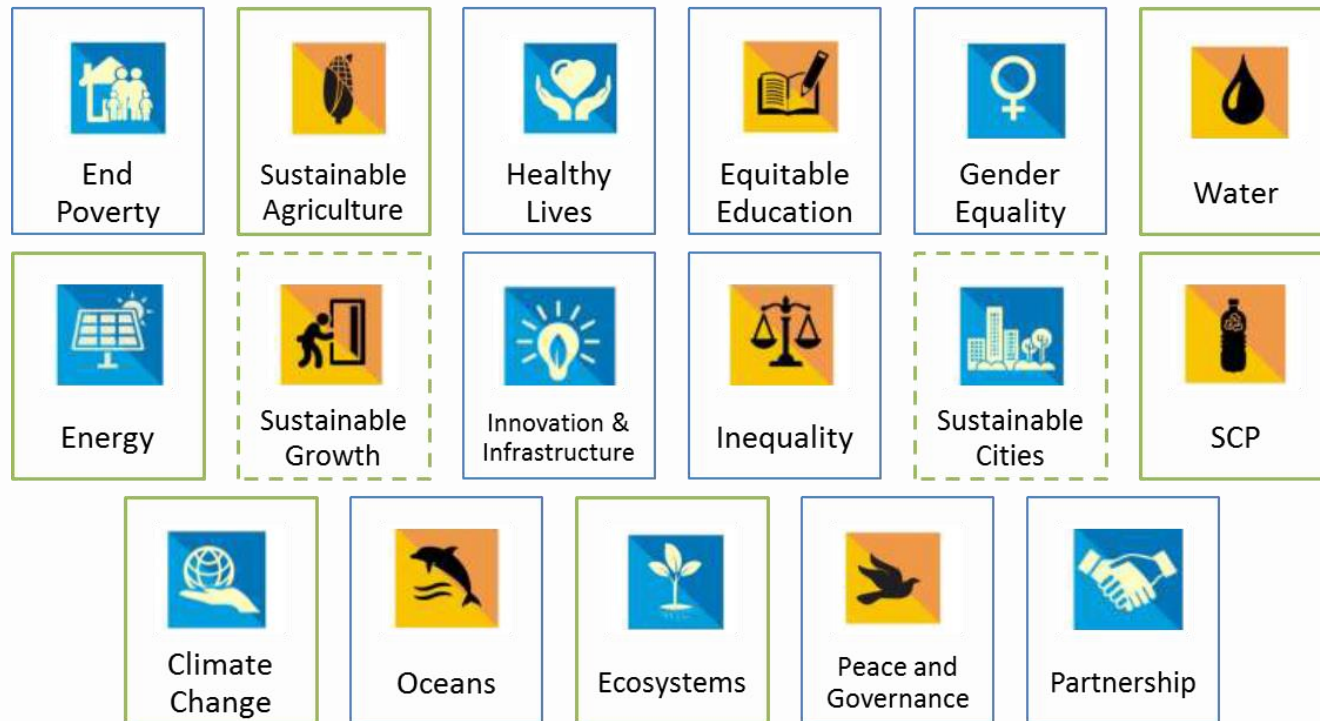 End
Poverty
Sustainable
Agriculture
Healthy
Lives
Equitable
Education
Gender
Equality
Water
Energy
Sustainable
Growth
Innovation &
Infrastructure
Inequality
Sustainable
Cities
SCP
Climate
Change
Oceans
Ecosystems
Peace and
Governance
Partnership